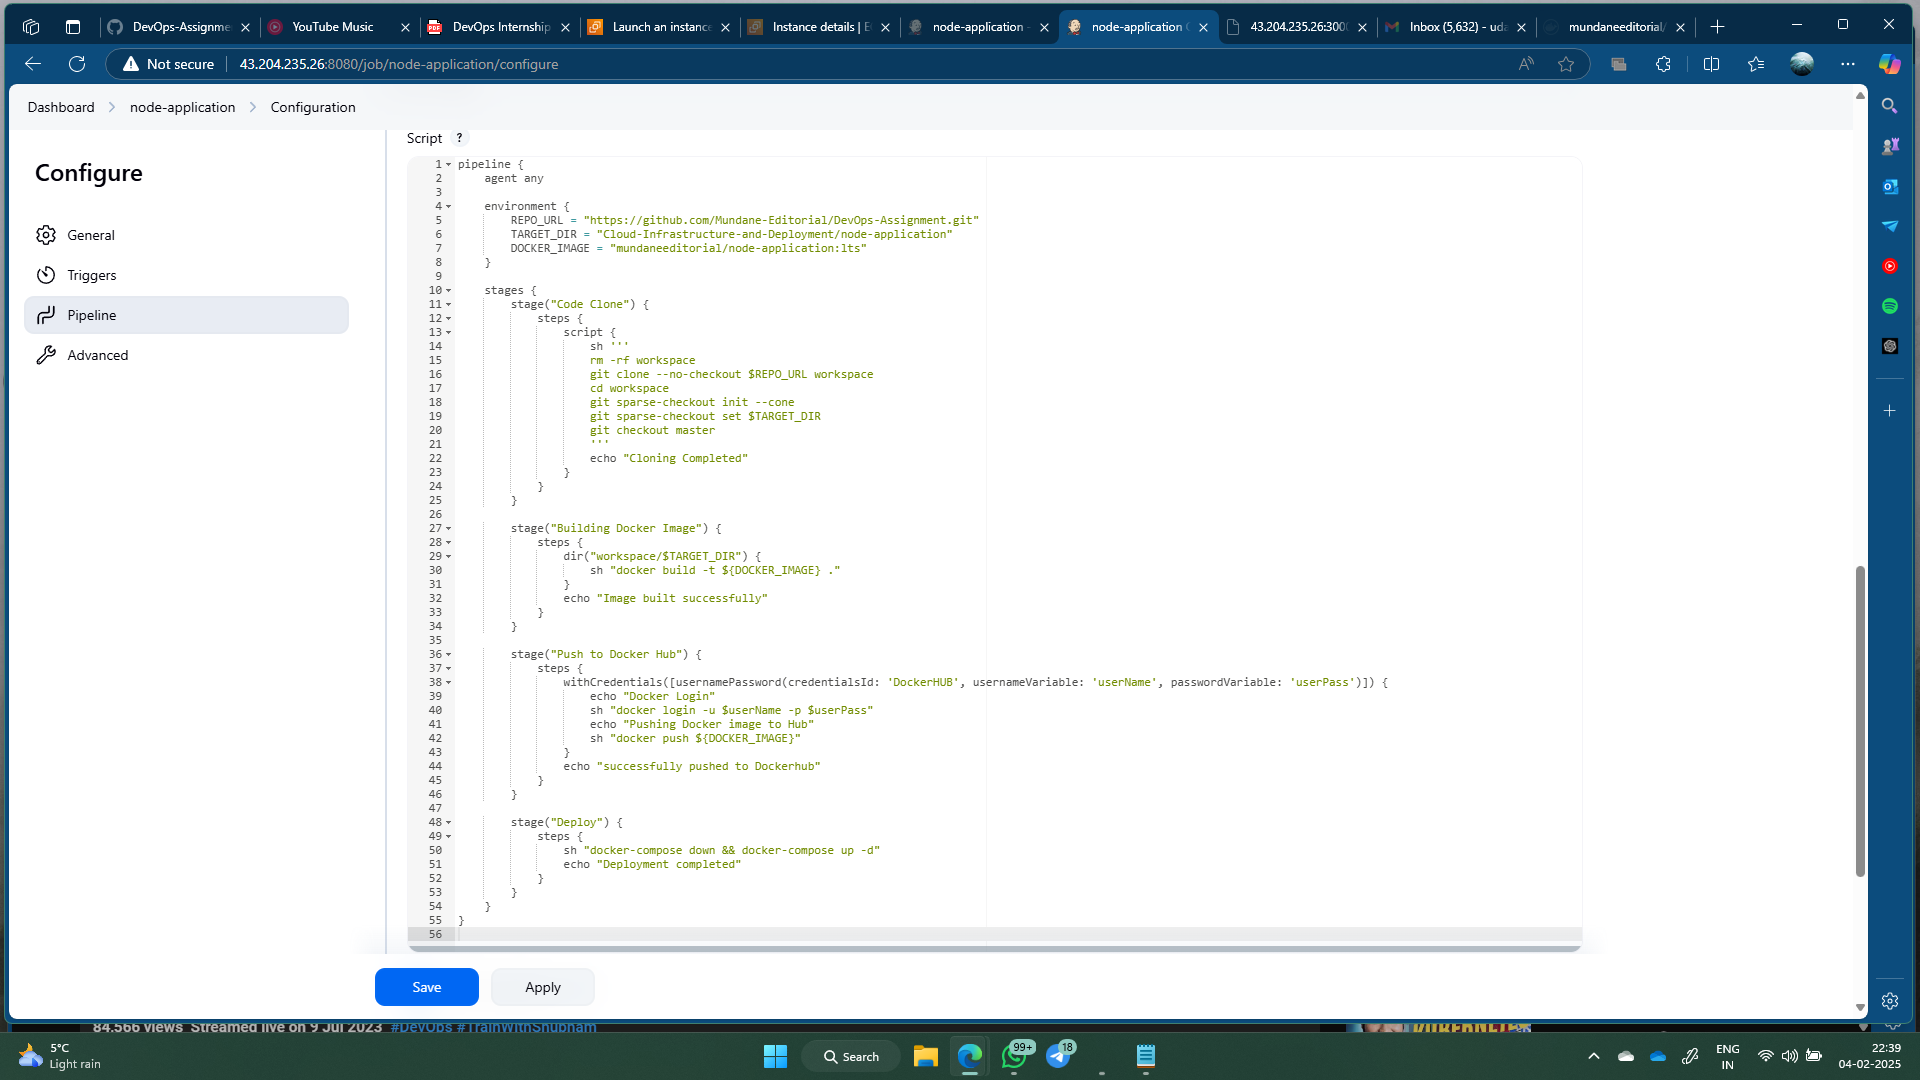 DevOps-Assignme
YouTube Music
DevOps Internship
Launch an instance
Instance details | E
node-application -
node-application C
43.204.235.26:3000
Inbox (5,632) - uda
mundaneeditorial/
Not secure
43.204.235.26:8080/job/node-application/configure
Dashboard
node-application
Configuration
Configure
General
Triggers
Pipeline
Advanced
Script ?
1 pipeline {
2     agent any
3
4     environment {
5         REPO_URL = "https://github.com/Mundane-Editorial/DevOps-Assignment.git"
6         TARGET_DIR = "Cloud-Infrastructure-and-Deployment/node-application"
7         DOCKER_IMAGE = "mundaneeditorial/node-application:lts"
8     }
9
10     stages {
11         stage("Code Clone") {
12             steps {
13                 script {
14                     sh '''
15                     rm -rf workspace
16                     git clone --no-checkout $REPO_URL workspace
17                     cd workspace
18                     git sparse-checkout init --cone
19                     git sparse-checkout set $TARGET_DIR
20                     git checkout master
21                     '''
22                     echo "Cloning Completed"
23                 }
24             }
25         }
26
27         stage("Building Docker Image") {
28             steps {
29                 dir("workspace/$TARGET_DIR") {
30                     sh "docker build -t ${DOCKER_IMAGE} ."
31                 }
32                 echo "Image built successfully"
33             }
34         }
35
36         stage("Push to Docker Hub") {
37             steps {
38                 withCredentials([usernamePassword(credentialsId: 'DockerHUB', usernameVariable: 'userName', passwordVariable: 'userPass')]) {
39                     echo "Docker Login"
40                     sh "docker login -u $userName -p $userPass"
41                     echo "Pushing Docker image to Hub"
42                     sh "docker push ${DOCKER_IMAGE}"
43                 }
44                 echo "successfully pushed to Dockerhub"
45             }
46         }
47
48         stage("Deploy") {
49             steps {
50                 sh "docker-compose down && docker-compose up -d"
51                 echo "Deployment completed"
52             }
53         }
54     }
55 }
56
Save
Apply
84,566 views Streamed live on 9 Jul 2023 #DevOps #TrainWithShubham
5°C
Light rain
Search
99+
18
ENG
IN
22:39
04-02-2025